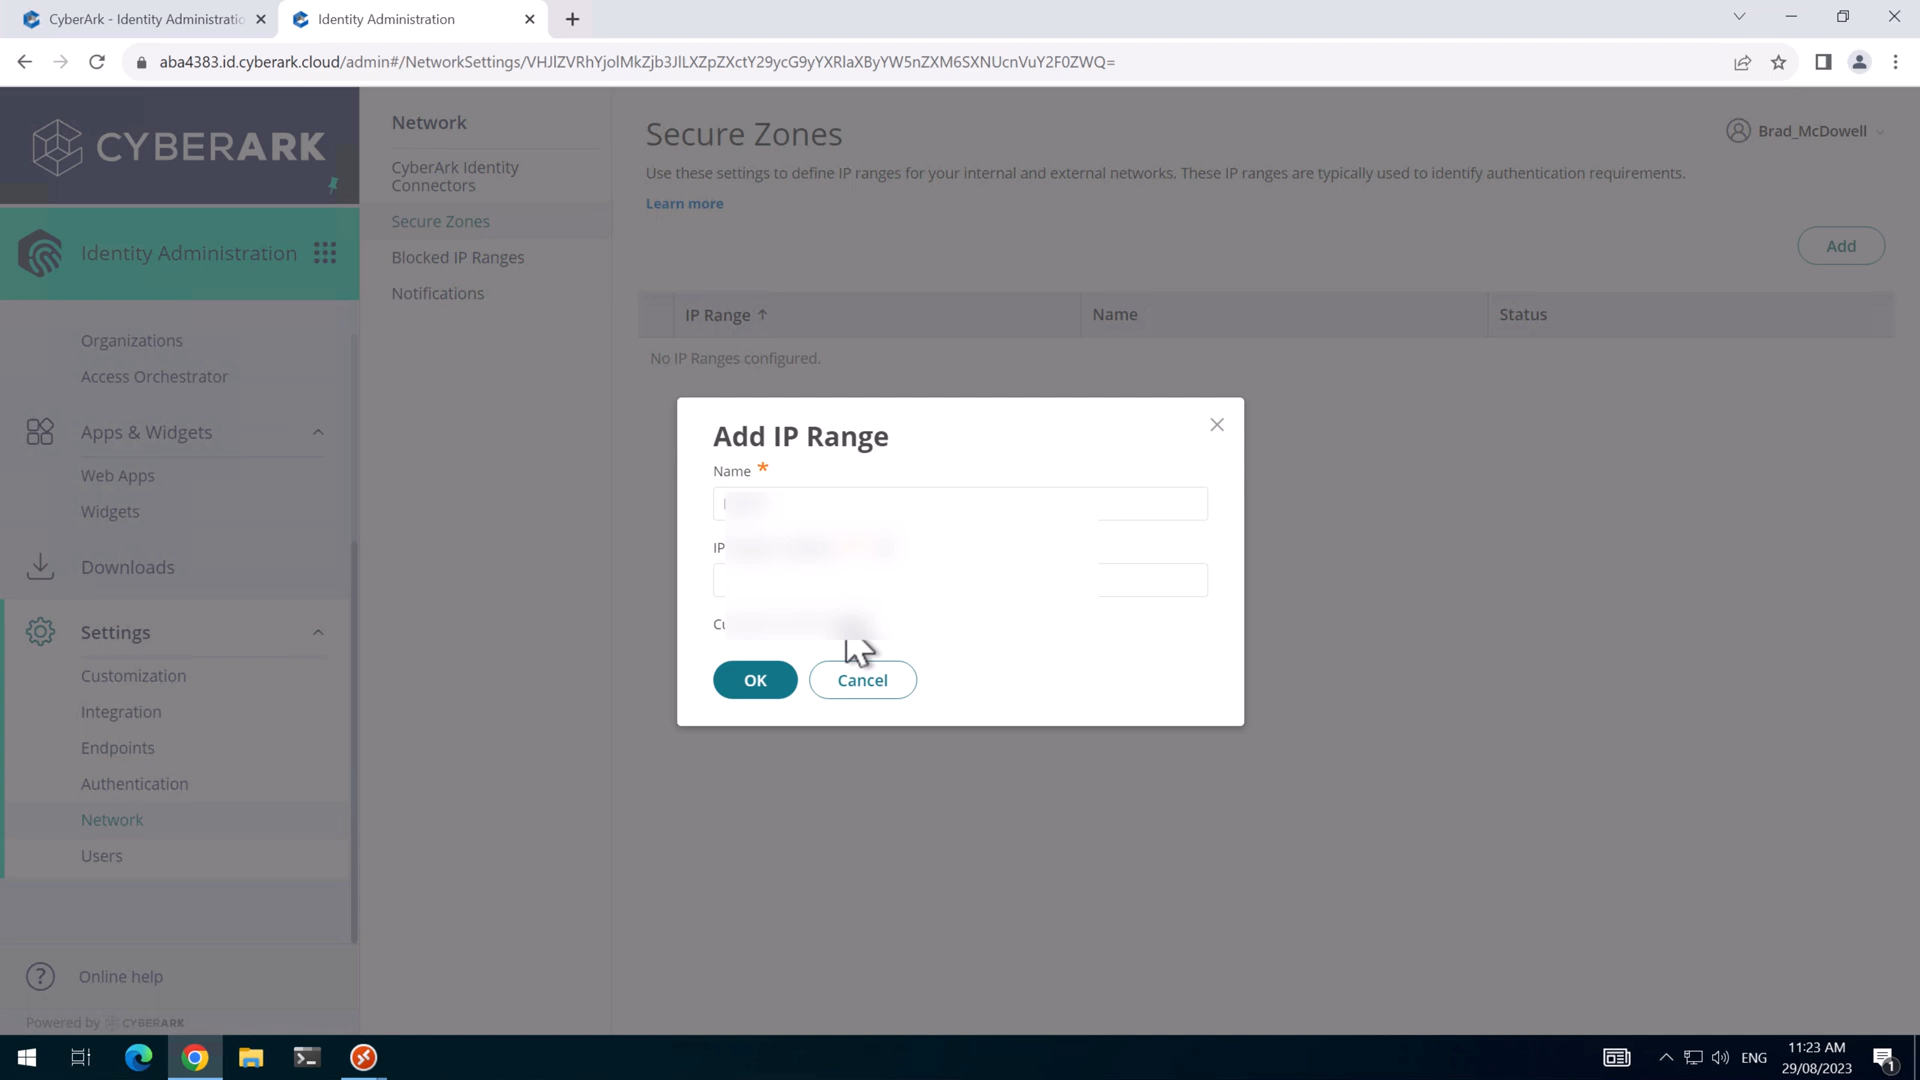 CyberArk - Identity Administratio
Identity Administration
aba4383.id.cyberark.cloud/admin#/NetworkSettings/VHJlZVRhYjolMkZjb3JlLXZpZXctY29ycG9yYXRlaXByYW5nZXM6SXNUcnVuY2F0ZWQ=
CYBERARK
Identity Administration
Organizations
Access Orchestrator
Apps & Widgets
Web Apps
Widgets
Downloads
Settings
Customization
Integration
Endpoints
Authentication
Network
Users
Online help
Powered by CYBERARK
Network
CyberArk Identity
Connectors
Secure Zones
Blocked IP Ranges
Notifications
Secure Zones
Brad_McDowell
Use these settings to define IP ranges for your internal and external networks. These IP ranges are typically used to identify authentication requirements.
Learn more
Add
IP Range Name Status
No IP Ranges configured.
Add IP Range
Name *
IP
OK Cancel
ENG
11:23 AM
29/08/2023
1